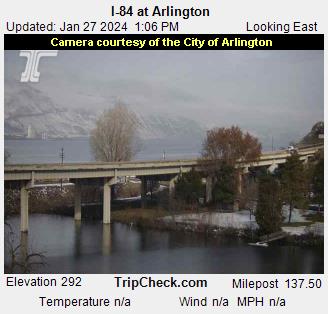 I-84 at Arlington
Updated: Jan 27 2024 1:06 PM Looking East
Camera courtesy of the City of Arlington
Elevation 292 TripCheck.com Milepost 137.50
Temperature n/a Wind n/a MPH n/a